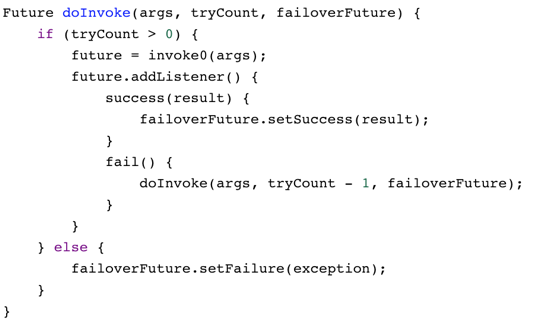 Future doInvoke(args, tryCount, failoverFuture) {
    if (tryCount > 0) {
        future = invoke0(args);
        future.addListener() {
            success(result) {
                failoverFuture.setSuccess(result);
            }
            fail() {
                doInvoke(args, tryCount - 1, failoverFuture);
            }
        }
    } else {
        failoverFuture.setFailure(exception);
    }
}